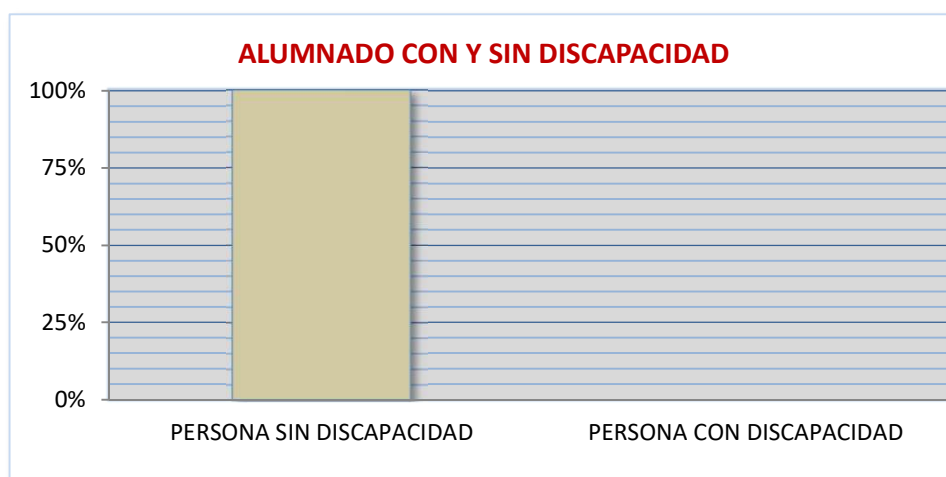 ALUMNADO CON Y SIN DISCAPACIDAD
100%
75%
50%
25%
0%
PERSONA SIN DISCAPACIDAD PERSONA CON DISCAPACIDAD